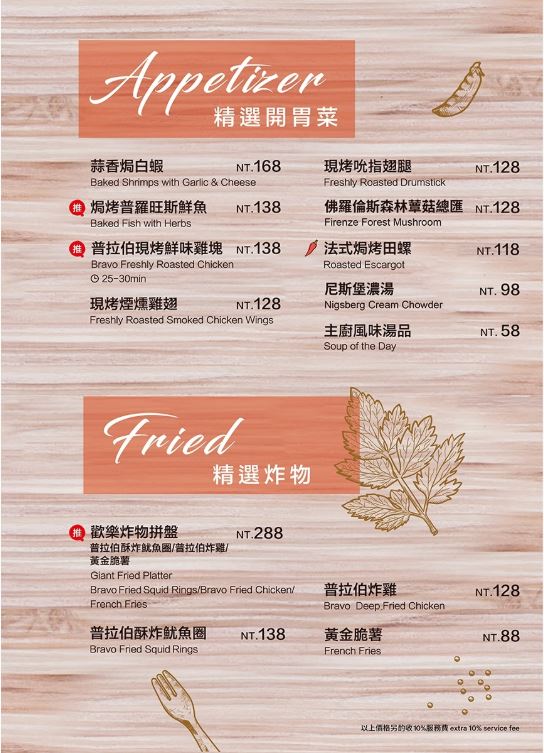 Appetizer
精選開胃菜
蒜香焗白蝦 NT.168
Baked Shrimps with Garlic & Cheese
推 焗烤普羅旺斯鮮魚 NT.138
Baked Fish with Herbs
推 普拉伯現烤鮮味雞塊 NT.138
Bravo Freshly Roasted Chicken
25-30min
現烤煙燻雞翅 NT.128
Freshly Roasted Smoked Chicken Wings
現烤吮指翅腿 NT.128
Freshly Roasted Drumstick
佛羅倫斯森林蕈菇總匯 NT.128
Firenze Forest Mushroom
法式焗烤田螺 NT.118
Roasted Escargot
尼斯堡濃湯 NT. 98
Nigsberg Cream Chowder
主廚風味湯品 NT. 58
Soup of the Day
Fried
精選炸物
推 歡樂炸物拼盤 NT.288
普拉伯酥炸魷魚圈/普拉伯炸雞/
黃金脆薯
Giant Fried Platter
Bravo Fried Squid Rings/Bravo Fried Chicken/
French Fries
普拉伯酥炸魷魚圈 NT.138
Bravo Fried Squid Rings
普拉伯炸雞 NT.128
Bravo Deep,Fried Chicken
黃金脆薯 NT.88
French Fries
以上價格另酌收10%服務費 extra 10% service fee